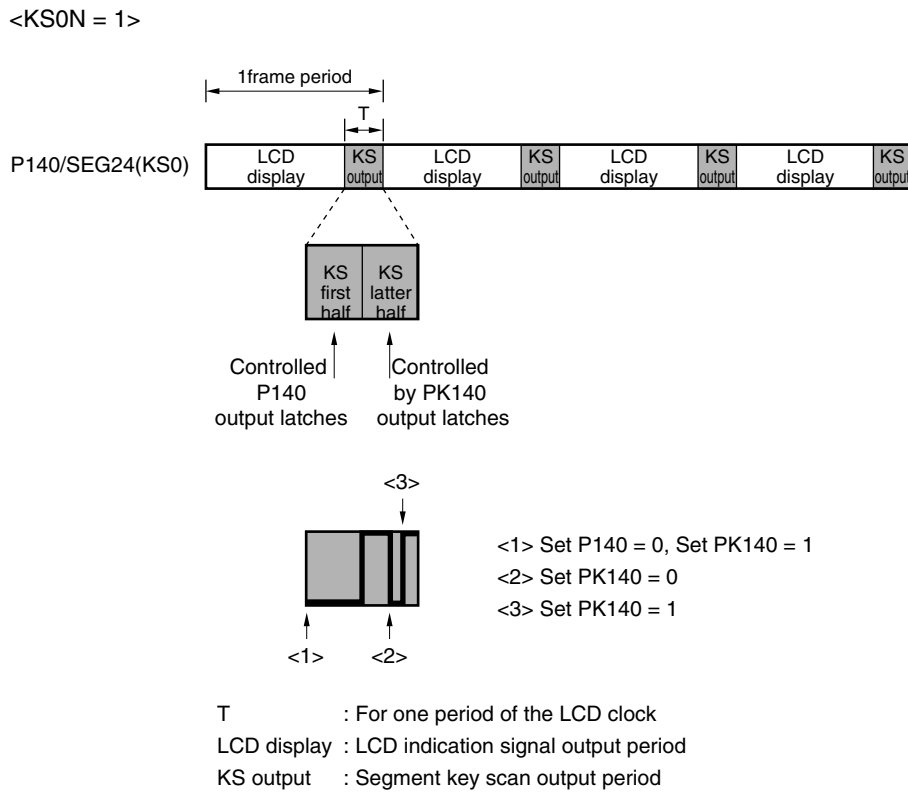 <KS0N = 1>
1frame period
T
P140/SEG24(KS0)
LCD display
KS output
LCD display
KS output
LCD display
KS output
LCD display
KS output
KS first half
KS latter half
Controlled P140 output latches
Controlled by PK140 output latches
<3>
<1> Set P140 = 0, Set PK140 = 1
<2> Set PK140 = 0
<3> Set PK140 = 1
<1>
<2>
T : For one period of the LCD clock
LCD display : LCD indication signal output period
KS output : Segment key scan output period